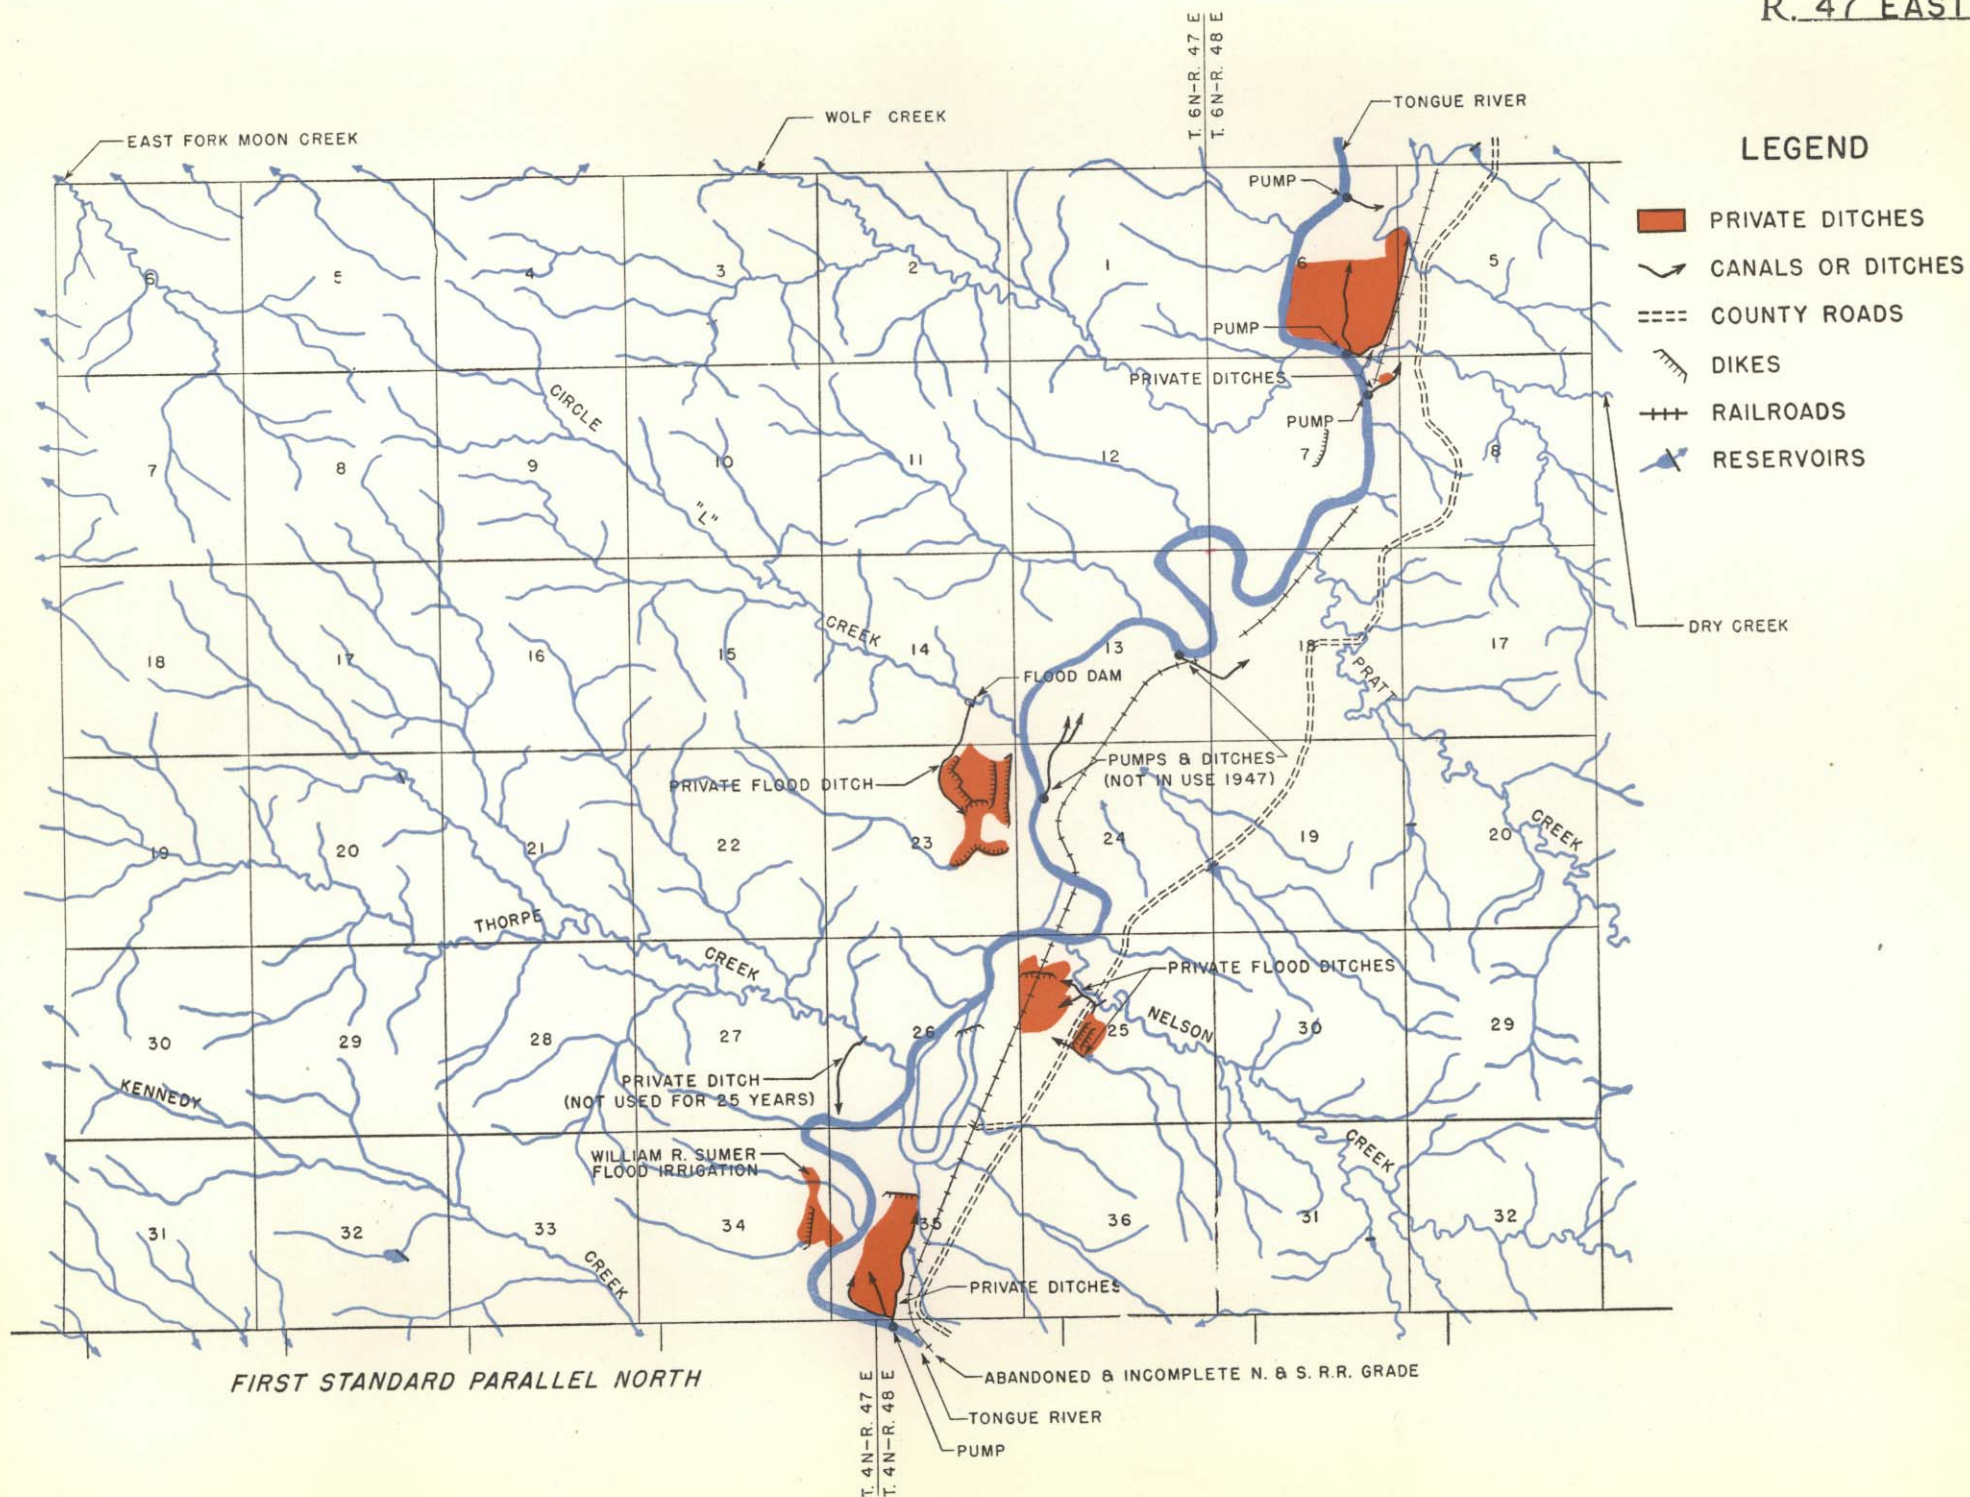 R. 47 EAST
T. 6N–R. 47 E
T. 6N–R. 48 E
TONGUE RIVER
WOLF CREEK
EAST FORK MOON CREEK
LEGEND
PRIVATE DITCHES
CANALS OR DITCHES
COUNTY ROADS
DIKES
RAILROADS
RESERVOIRS
PUMP
6
5
4
3
2
1
6
5
PUMP
PRIVATE DITCHES
PUMP
CIRCLE
"L"
CREEK
7
8
9
10
11
12
7
8
DRY CREEK
18
17
16
15
14
13
18
17
PRATT
CREEK
FLOOD DAM
PUMPS & DITCHES
(NOT IN USE 1947)
PRIVATE FLOOD DITCH
19
20
21
22
23
24
19
20
THORPE
CREEK
PRIVATE FLOOD DITCHES
NELSON
CREEK
30
29
28
27
26
25
30
29
KENNEDY
CREEK
PRIVATE DITCH
(NOT USED FOR 25 YEARS)
WILLIAM R. SUMER
FLOOD IRRIGATION
31
32
33
34
35
36
31
32
PRIVATE DITCHES
FIRST STANDARD PARALLEL NORTH
ABANDONED & INCOMPLETE N. & S. R.R. GRADE
TONGUE RIVER
PUMP
T. 4N–R. 47 E
T. 4N–R. 48 E